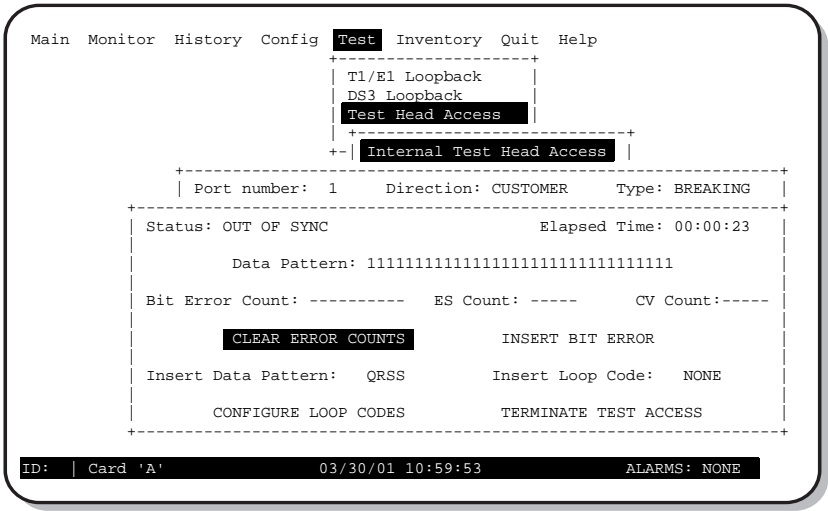 Main Monitor History Config Test Inventory Quit Help
T1/E1 Loopback
DS3 Loopback
Test Head Access
Internal Test Head Access
Port number: 1 Direction: CUSTOMER Type: BREAKING
Status: OUT OF SYNC Elapsed Time: 00:00:23
Data Pattern: 11111111111111111111111111111111
Bit Error Count: ---------- ES Count: ----- CV Count:-----
CLEAR ERROR COUNTS INSERT BIT ERROR
Insert Data Pattern: QRSS Insert Loop Code: NONE
CONFIGURE LOOP CODES TERMINATE TEST ACCESS
ID: | Card 'A' 03/30/01 10:59:53 ALARMS: NONE